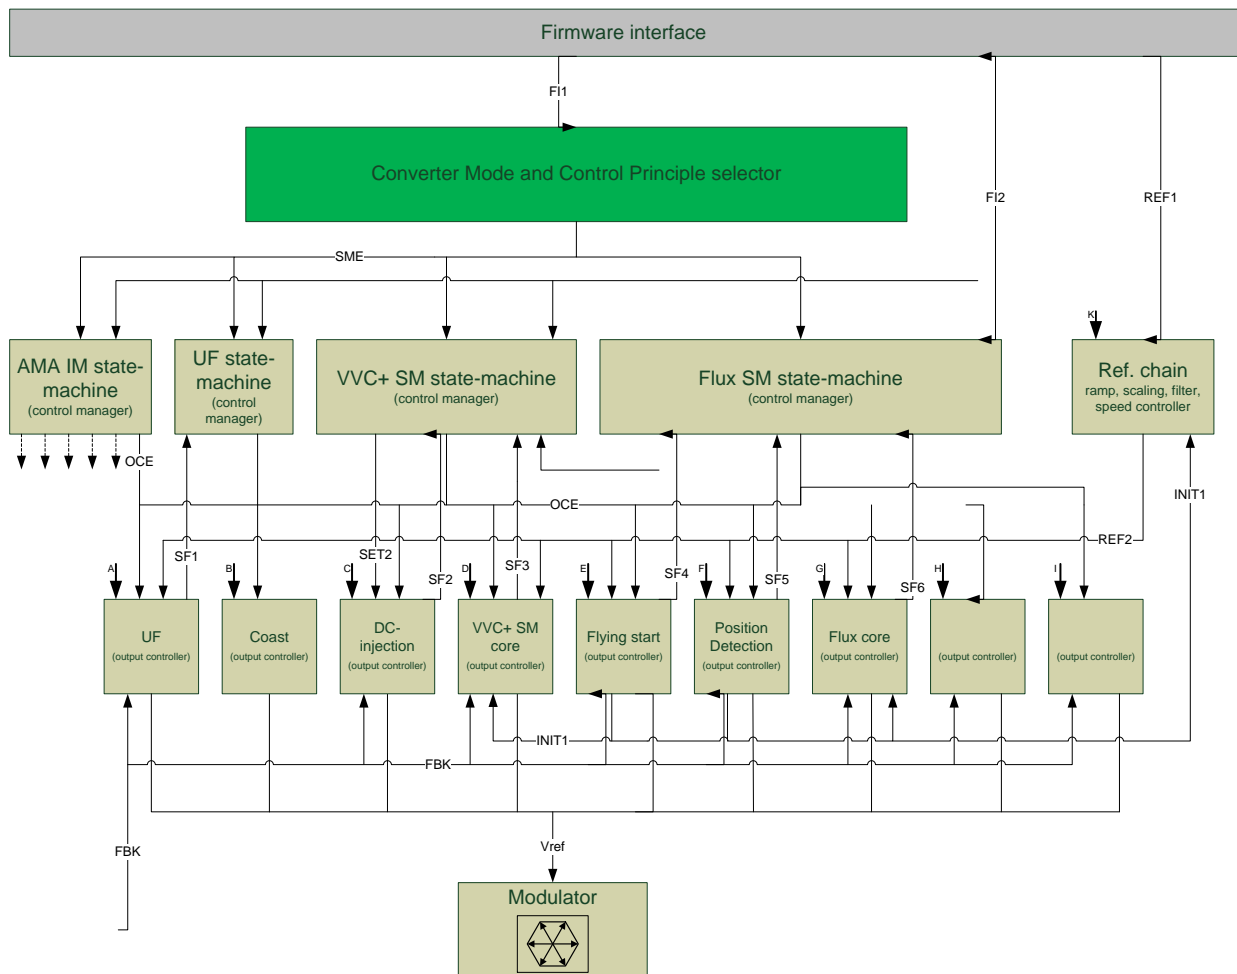 Firmware interface
FI1
Converter Mode and Control Principle selector
FI2
REF1
SME
K
AMA IM state-
machine
(control manager)
UF state-
machine
(control
manager)
VVC+ SM state-machine
(control manager)
Flux SM state-machine
(control manager)
Ref. chain
ramp, scaling, filter,
speed controller
OCE
OCE
INIT1
SF1
SET2
SF2
SF3
SF4
SF5
SF6
REF2
A
B
C
D
E
F
G
H
I
UF
(output controller)
Coast
(output controller)
DC-
injection
(output controller)
VVC+ SM
core
(output controller)
Flying start
(output controller)
Position
Detection
(output controller)
Flux core
(output controller)
(output controller)
(output controller)
INIT1
FBK
FBK
Vref
Modulator